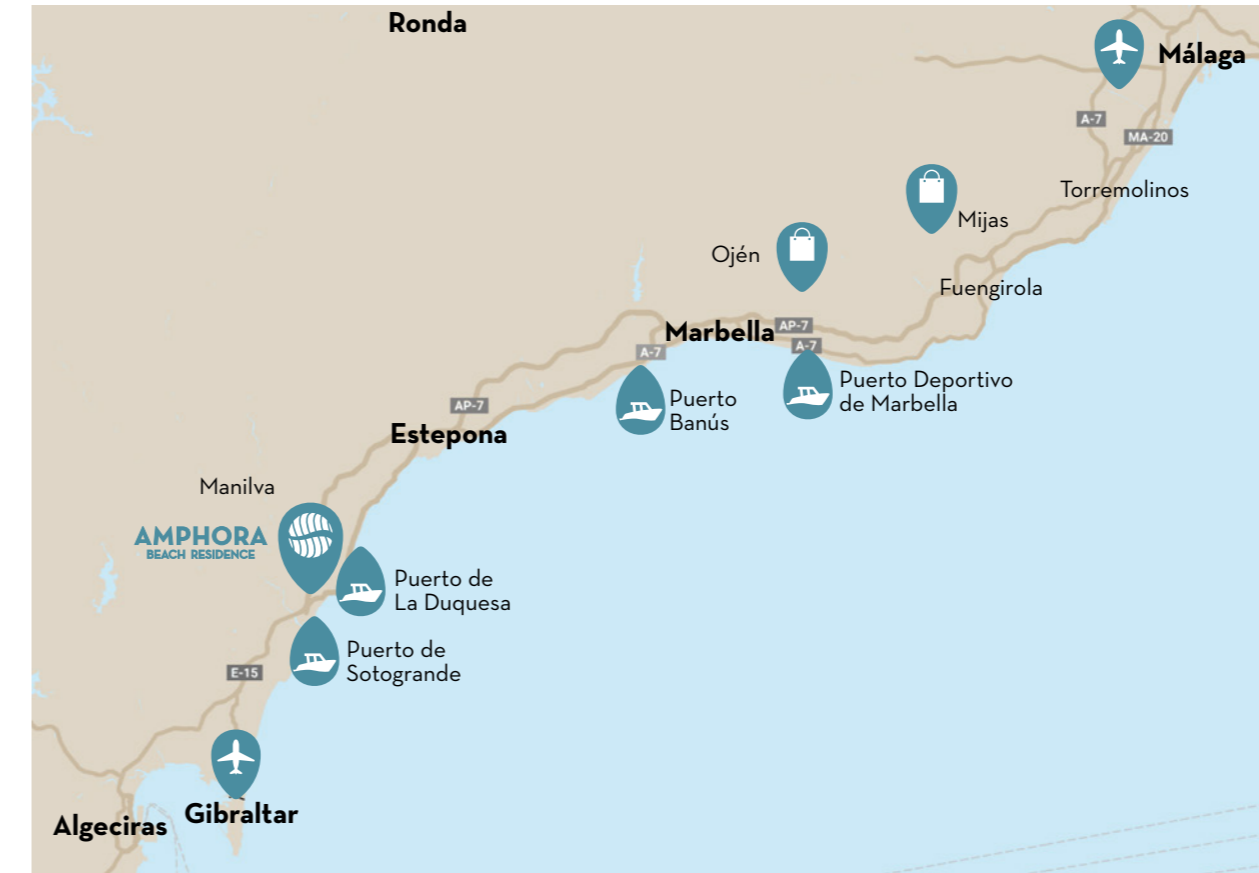 Ronda
Málaga
A-7
MA-20
Torremolinos
Mijas
Ojén
Fuengirola
Marbella
AP-7
A-7
A-7
Puerto Deportivo
de Marbella
Puerto
Banús
AP-7
Estepona
Manilva
AMPHORA
BEACH RESIDENCE
Puerto de
La Duquesa
Puerto de
Sotogrande
E-15
Gibraltar
Algeciras